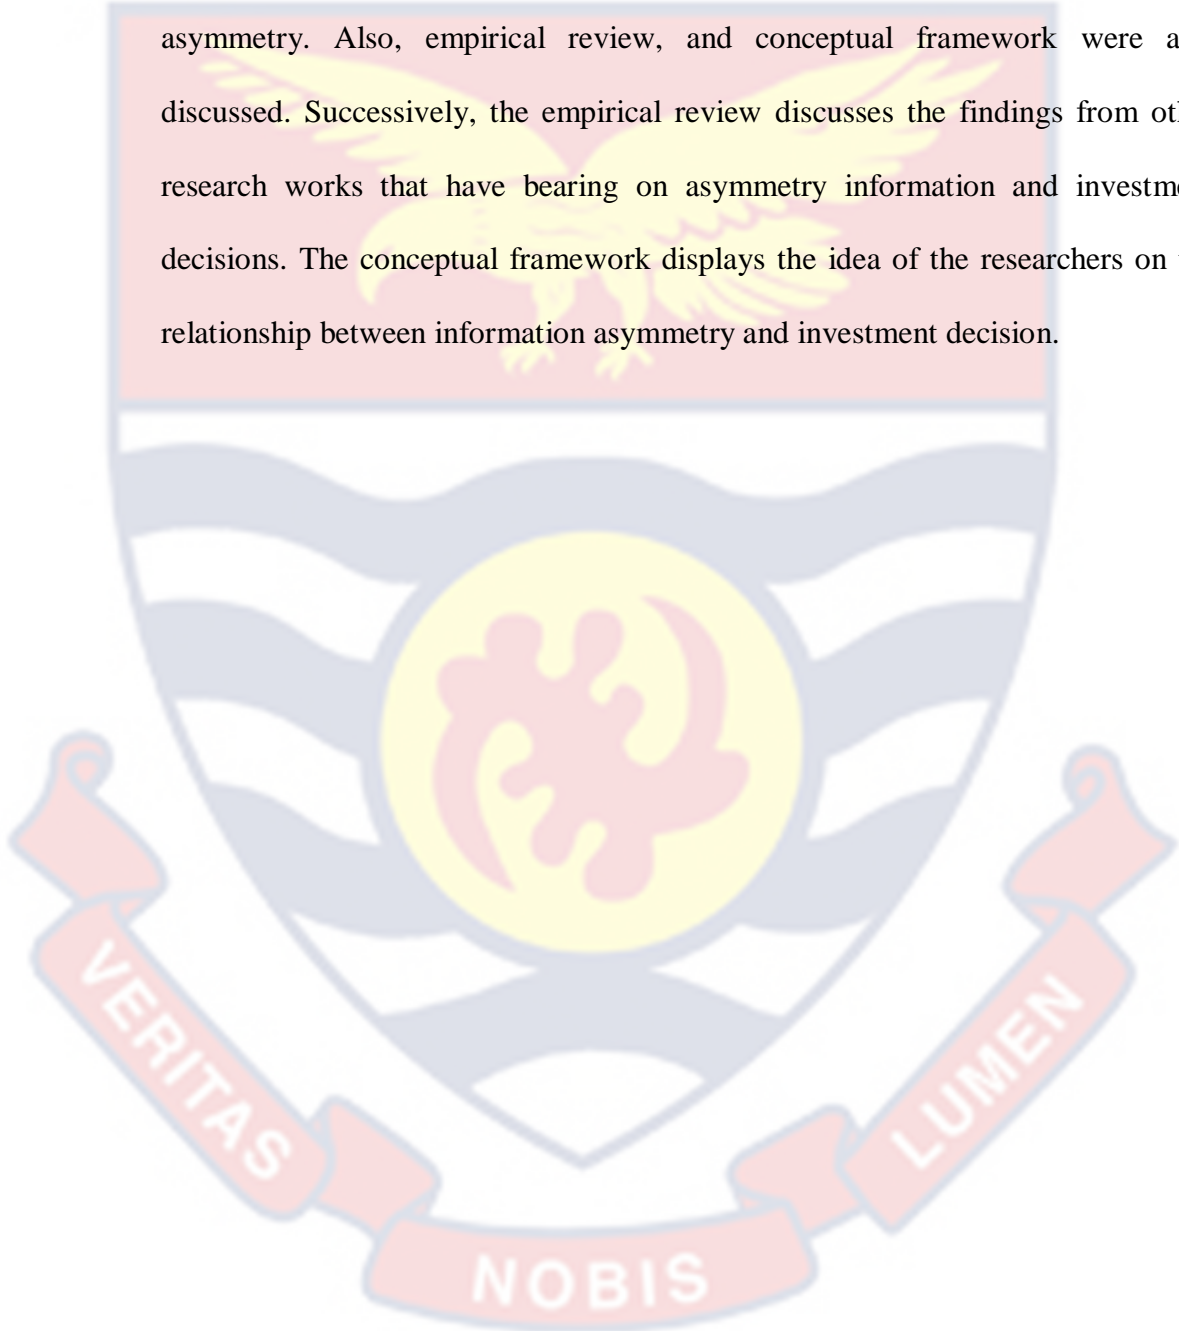 asymmetry. Also, empirical review, and conceptual framework were a
discussed. Successively, the empirical review discusses the findings from oth
research works that have bearing on asymmetry information and investme
decisions. The conceptual framework displays the idea of the researchers on
relationship between information asymmetry and investment decision.
VERITAS
NOBIS
LUMEN